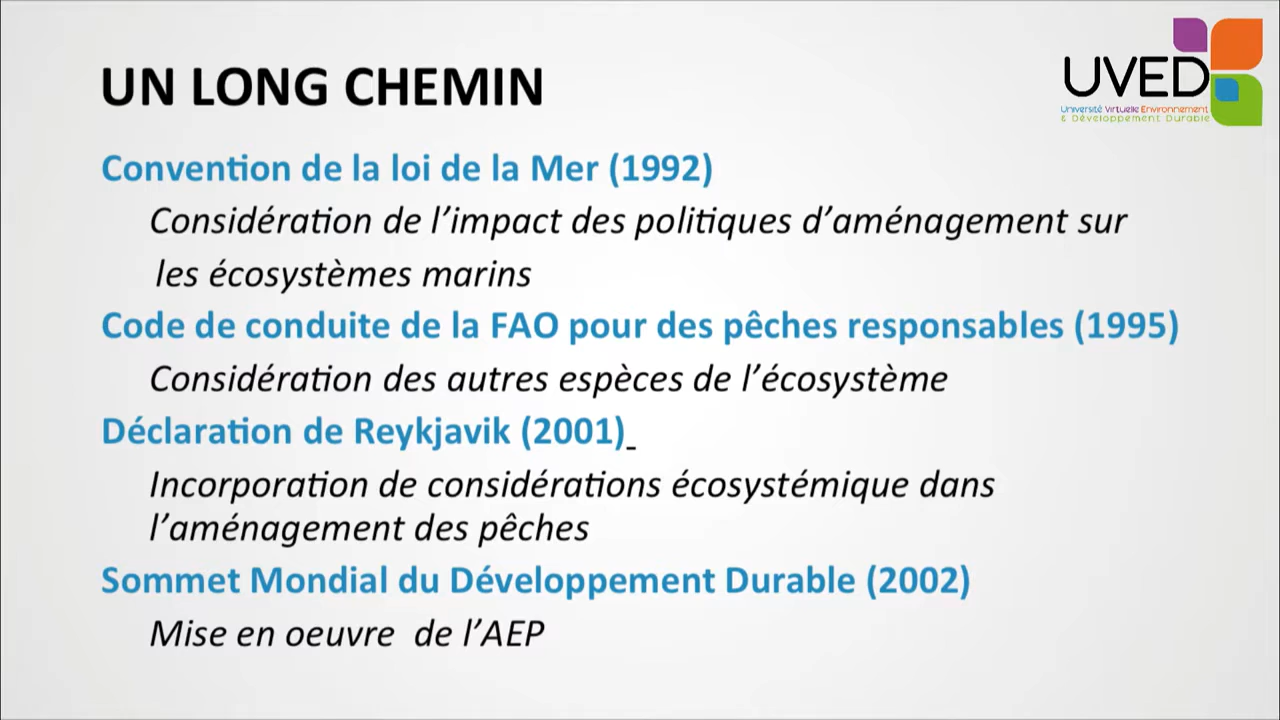 UN LONG CHEMIN
UVED
Université Virtuelle Environnement
& Développement Durable
Convention de la loi de la Mer (1992)
Considération de l’impact des politiques d’aménagement sur
les écosystèmes marins
Code de conduite de la FAO pour des pêches responsables (1995)
Considération des autres espèces de l’écosystème
Déclaration de Reykjavik (2001)
Incorporation de considérations écosystémique dans
l’aménagement des pêches
Sommet Mondial du Développement Durable (2002)
Mise en oeuvre de l’AEP